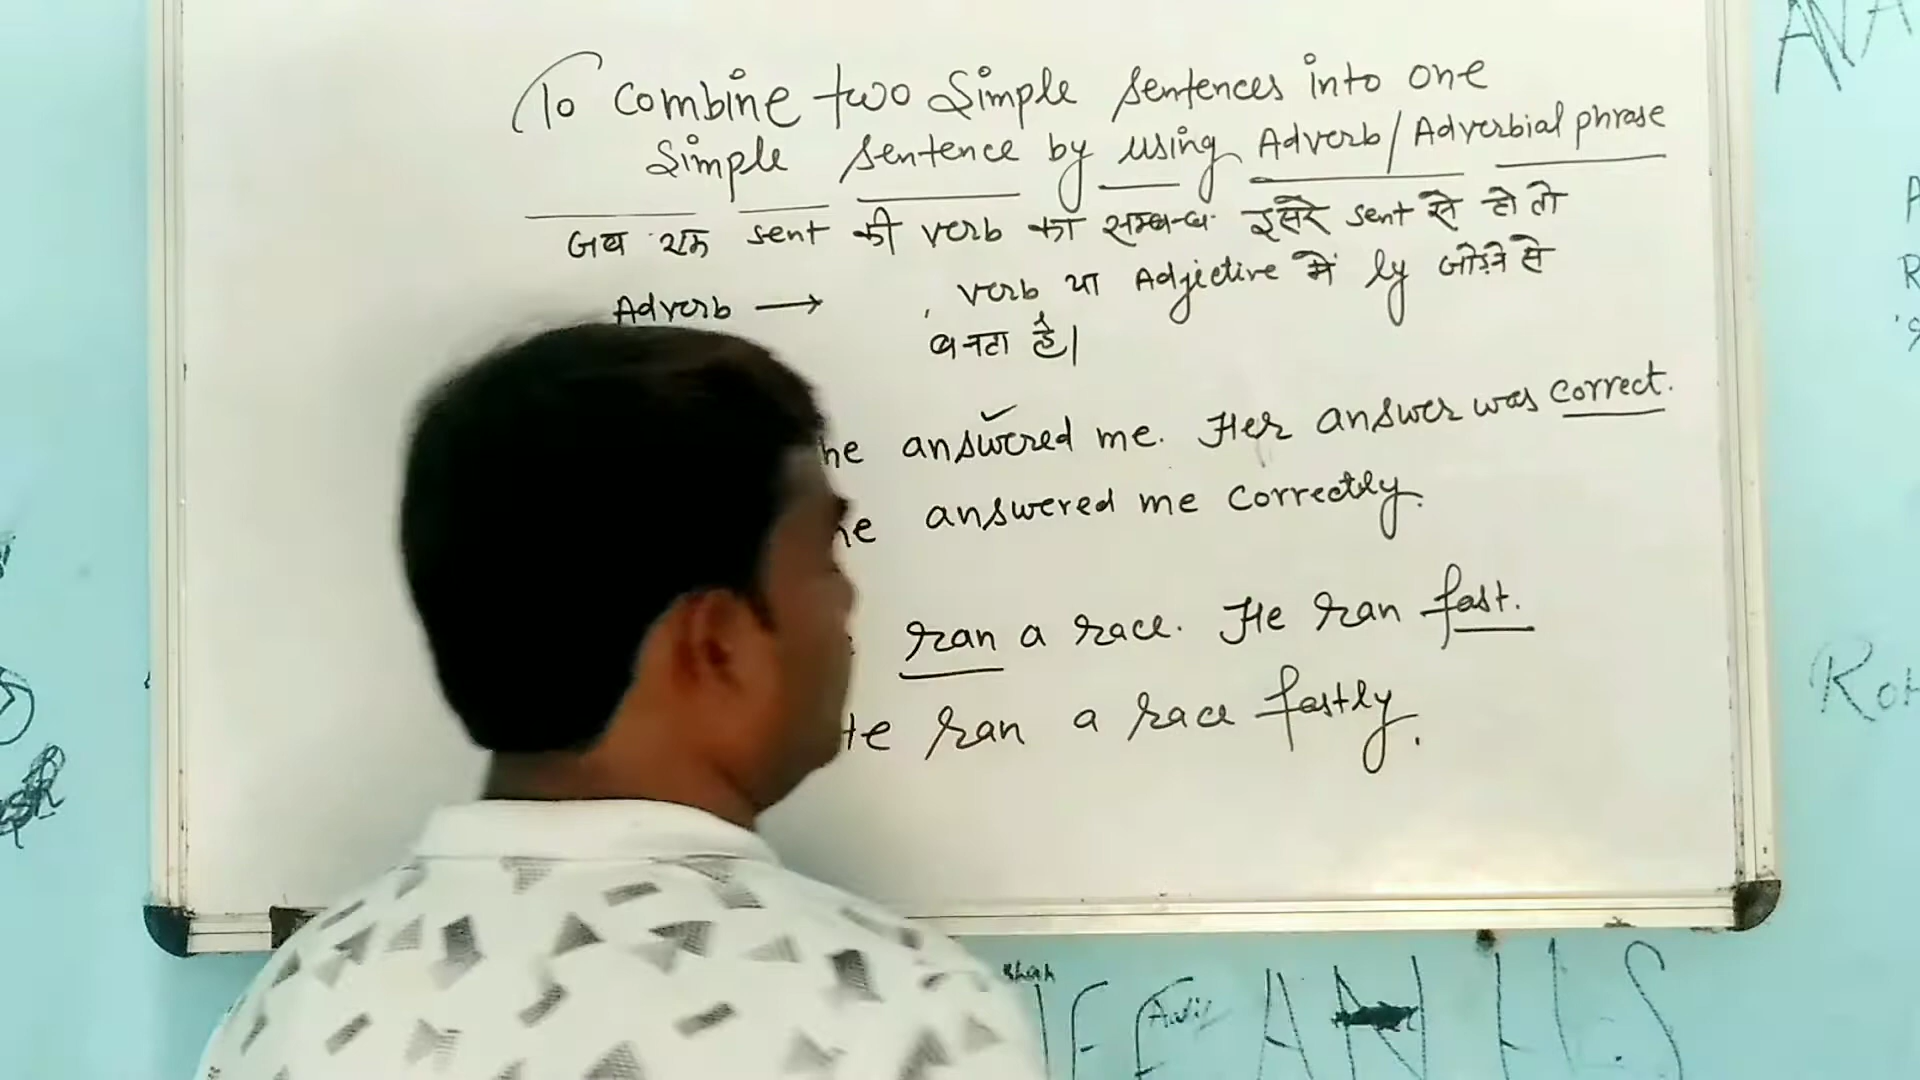 To Combine two Simple Sentences into one
Simple Sentence by using Adverb/Adverbial phrase
जब एक sent की verb का सम्बन्ध दूसरे sent से हो तो
Adverb → verb या Adjective में ly जोड़ने से
बनता है।
he answered me. Her answer was correct.
he answered me correctly.
ran a race. He ran fast.
He ran a race fastly.
Shah